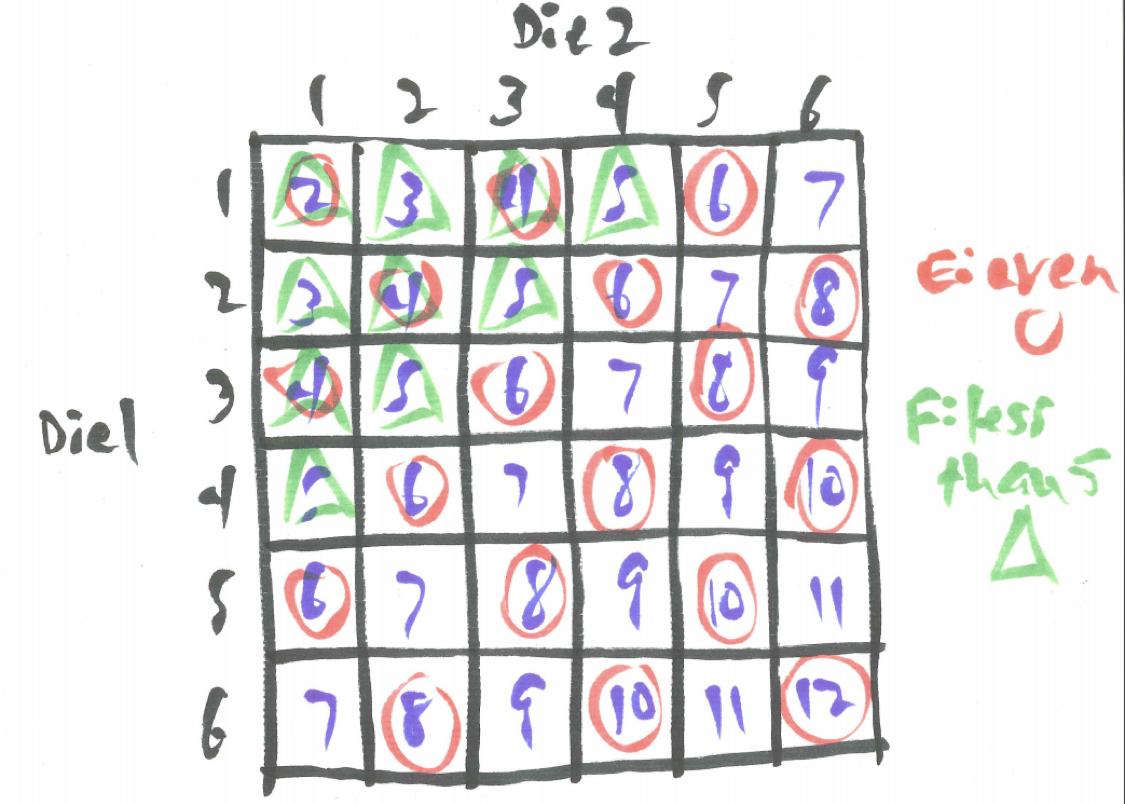 Die 2
1 2 3 4 5 6
1 2 3 4 5 6 7
2 3 4 5 6 7 8
3 4 5 6 7 8 9
Die 1
4 5 6 7 8 9 10
5 6 7 8 9 10 11
6 7 8 9 10 11 12
E: even
F: less
than 5